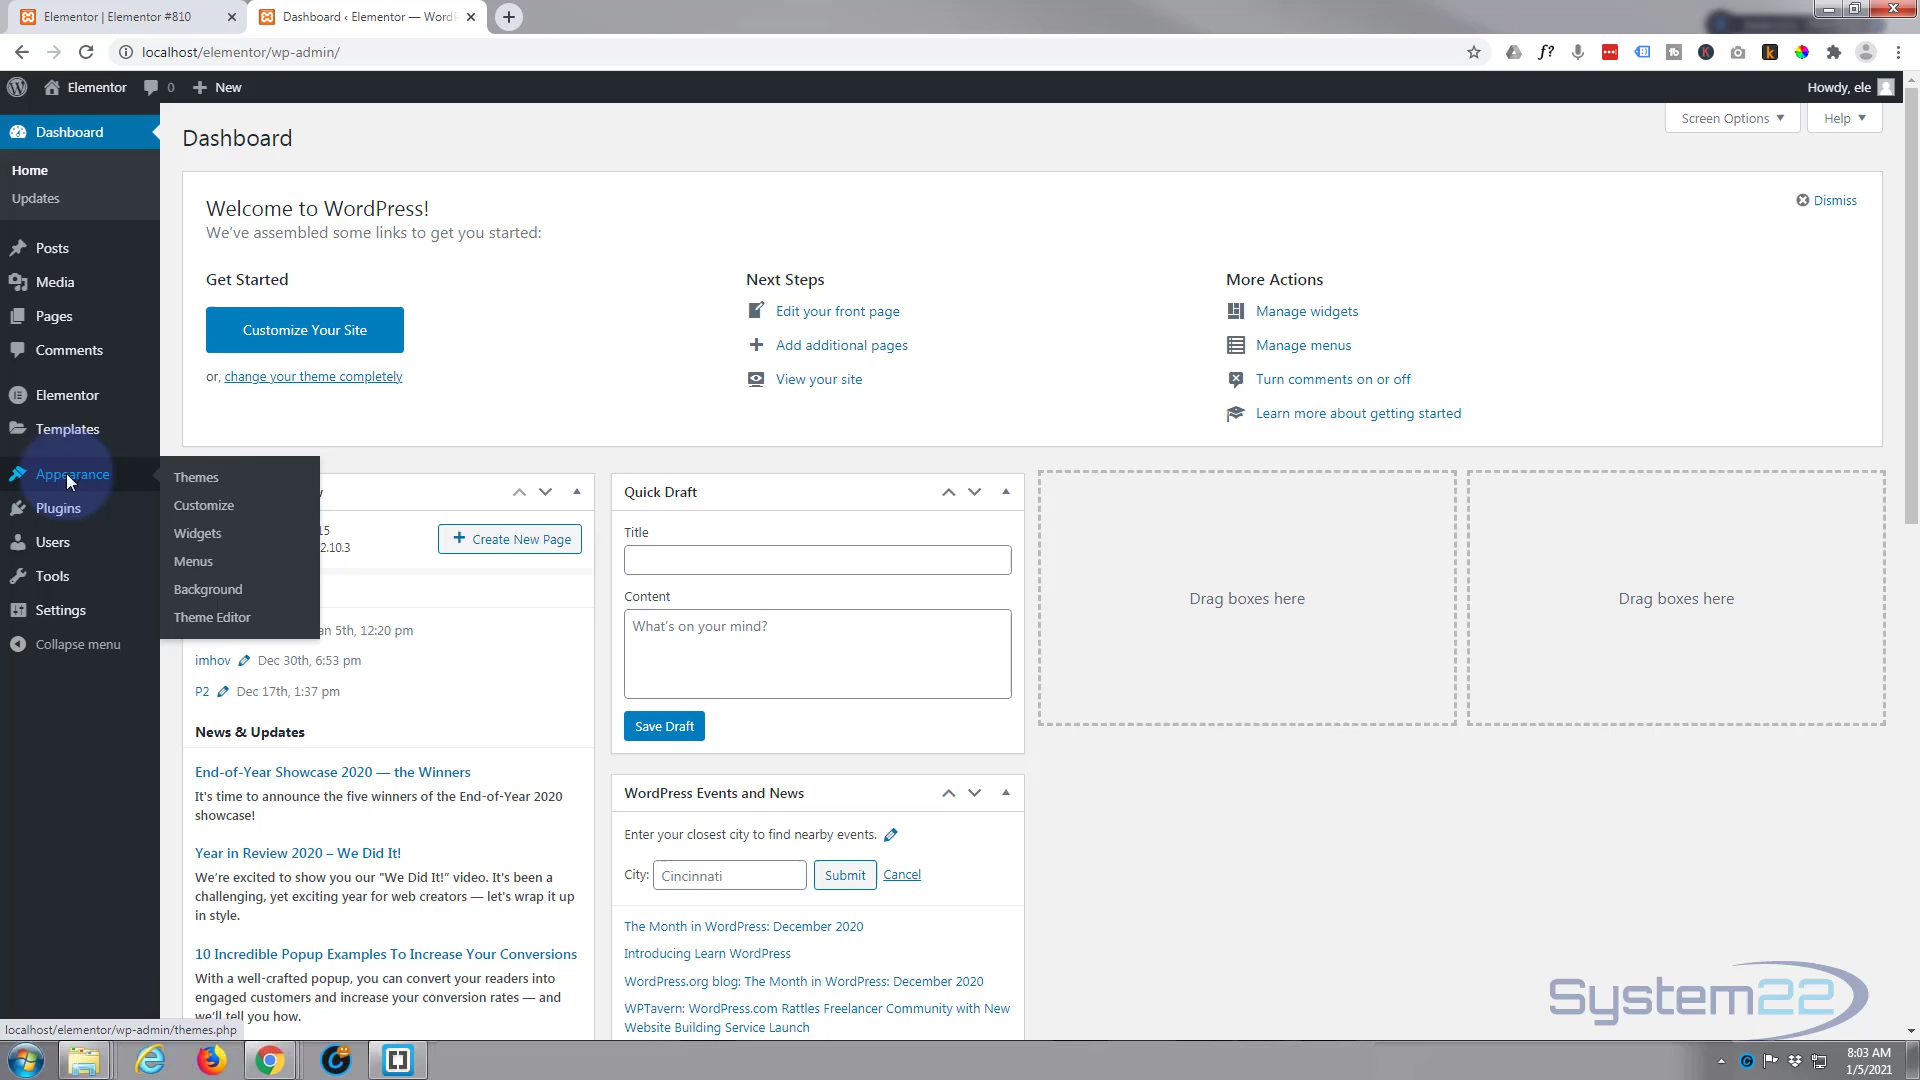 Elementor | Elementor #810
Dashboard ‹ Elementor — WordP
localhost/elementor/wp-admin/
Elementor
0
New
Howdy, ele
Dashboard
Home
Updates
Posts
Media
Pages
Comments
Elementor
Templates
Appearance
Plugins
Users
Tools
Settings
Collapse menu
Themes
Customize
Widgets
Menus
Background
Theme Editor
Dashboard
Screen Options
Help
Welcome to WordPress!
We've assembled some links to get you started:
Dismiss
Get Started
Customize Your Site
or, change your theme completely
Next Steps
Edit your front page
Add additional pages
View your site
More Actions
Manage widgets
Manage menus
Turn comments on or off
Learn more about getting started
15
2.10.3
Create New Page
an 5th, 12:20 pm
imhov Dec 30th, 6:53 pm
P2 Dec 17th, 1:37 pm
News & Updates
End-of-Year Showcase 2020 — the Winners
It's time to announce the five winners of the End-of-Year 2020
showcase!
Year in Review 2020 – We Did It!
We're excited to show you our "We Did It!" video. It's been a
challenging, yet exciting year for web creators — let's wrap it up
in style.
10 Incredible Popup Examples To Increase Your Conversions
With a well-crafted popup, you can convert your readers into
engaged customers and increase your conversion rates — and
we'll tell you how.
Quick Draft
Title
Content
What's on your mind?
Save Draft
WordPress Events and News
Enter your closest city to find nearby events.
City: Cincinnati Submit Cancel
The Month in WordPress: December 2020
Introducing Learn WordPress
WordPress.org blog: The Month in WordPress: December 2020
WPTavern: WordPress.com Rattles Freelancer Community with New
Website Building Service Launch
Drag boxes here
Drag boxes here
System22
localhost/elementor/wp-admin/themes.php
8:03 AM
1/5/2021